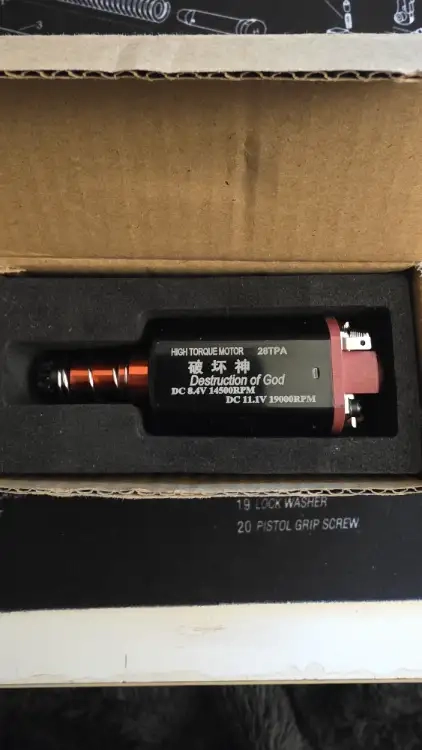 HIGH TORQUE MOTOR 28TPA
破坏神
Destruction of God
DC 8.4V 14500RPM
DC 11.1V 19000RPM
19 LOCK WASHER
20 PISTOL GRIP SCREW